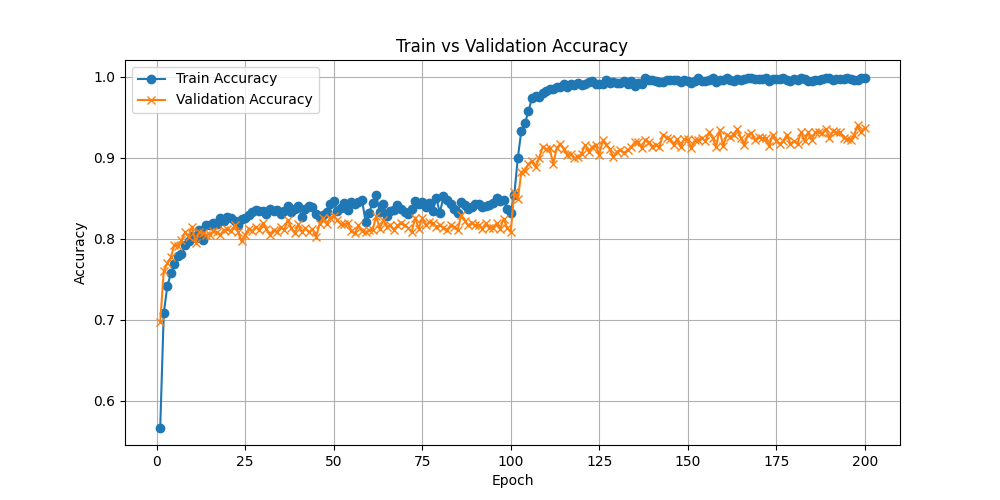 Train vs Validation Accuracy
Train Accuracy
Validation Accuracy
1.0
0.9
0.8
0.7
0.6
Accuracy
0 25 50 75 100 125 150 175 200
Epoch